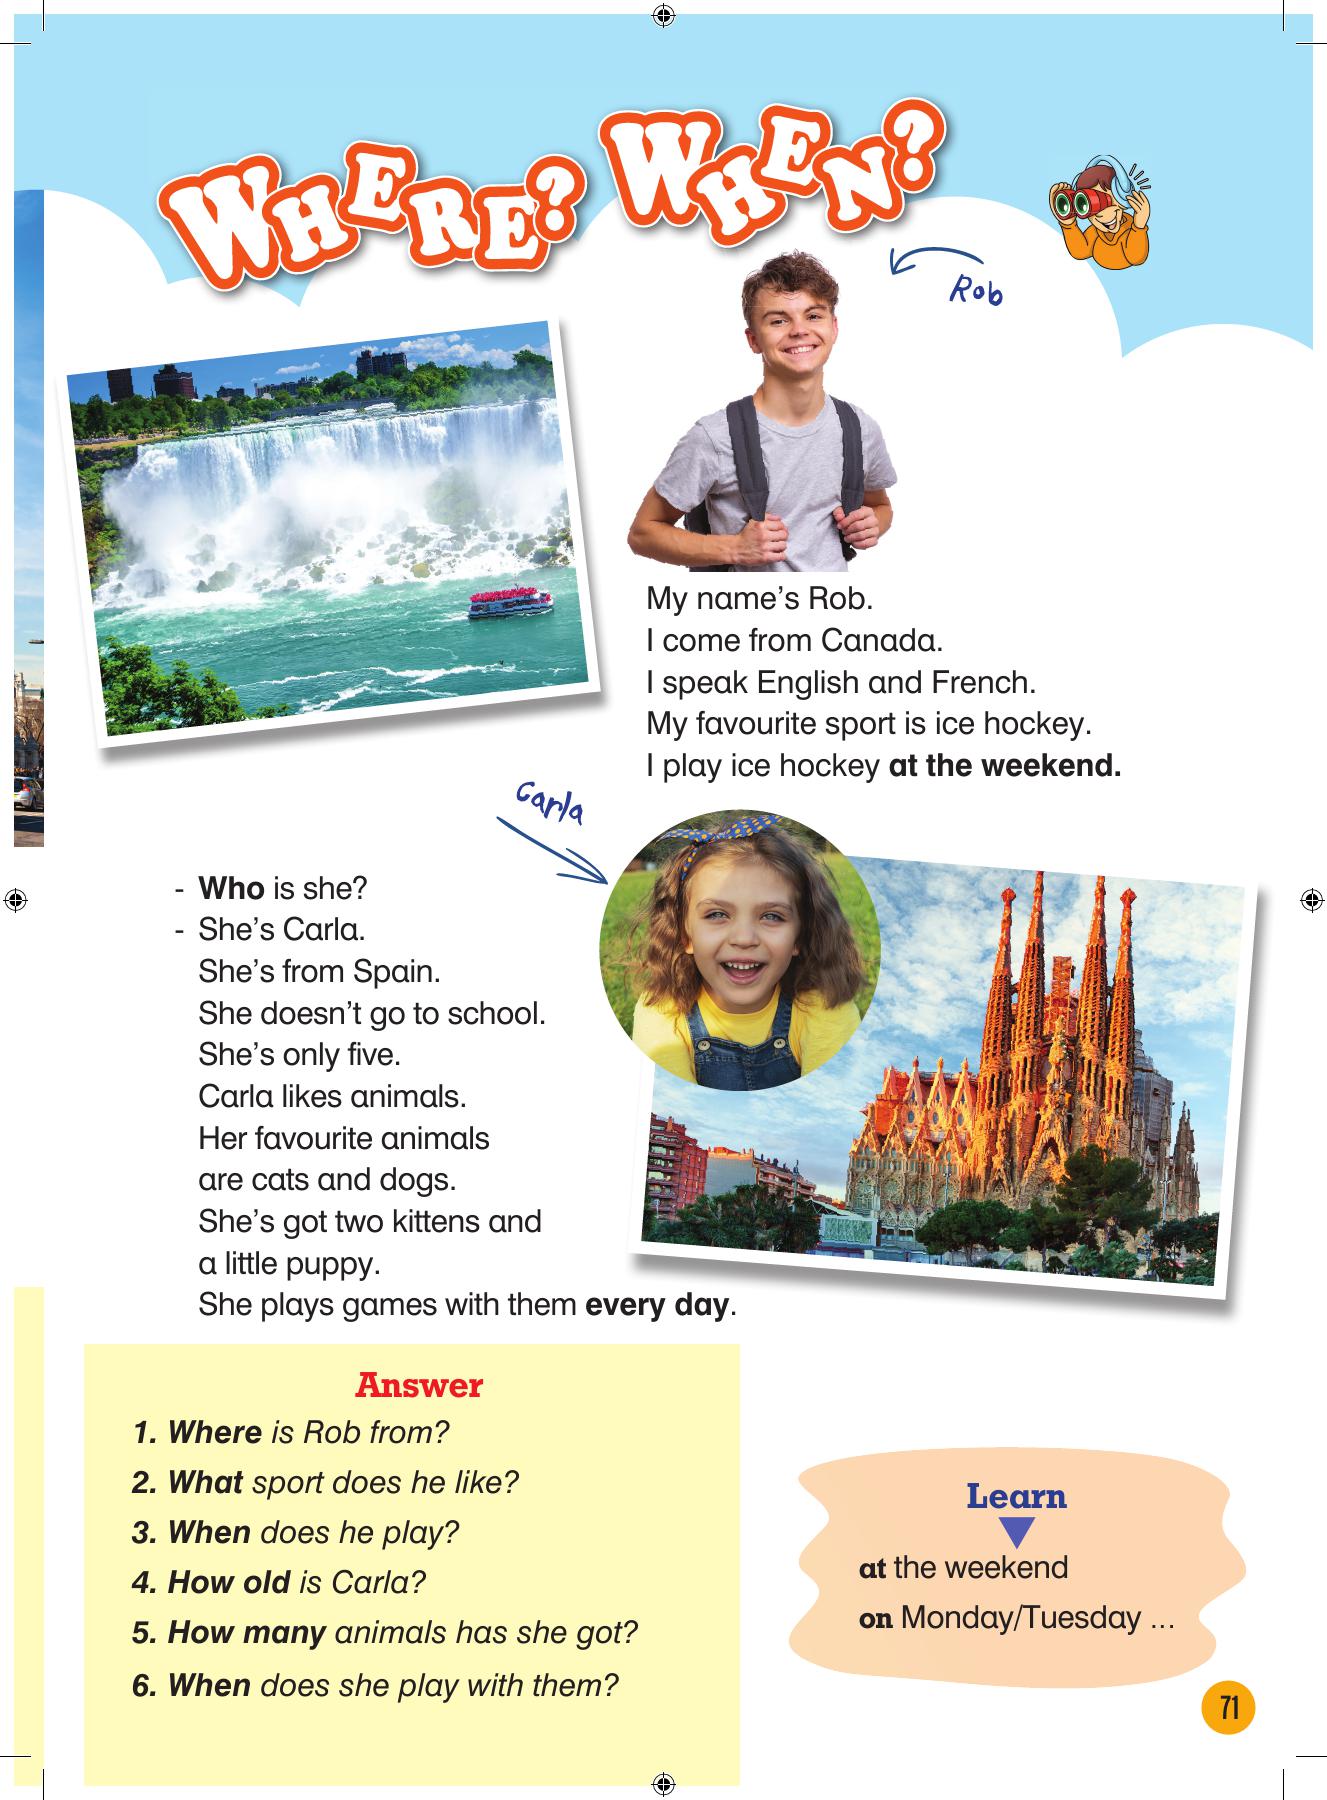 WHERE? WHEN?
Rob
My name's Rob.
I come from Canada.
I speak English and French.
My favourite sport is ice hockey.
I play ice hockey at the weekend.
Carla
- Who is she?
- She's Carla.
She's from Spain.
She doesn't go to school.
She's only five.
Carla likes animals.
Her favourite animals
are cats and dogs.
She's got two kittens and
a little puppy.
She plays games with them every day.
Answer
1. Where is Rob from?
2. What sport does he like?
3. When does he play?
4. How old is Carla?
5. How many animals has she got?
6. When does she play with them?
Learn
at the weekend
on Monday/Tuesday ...
71